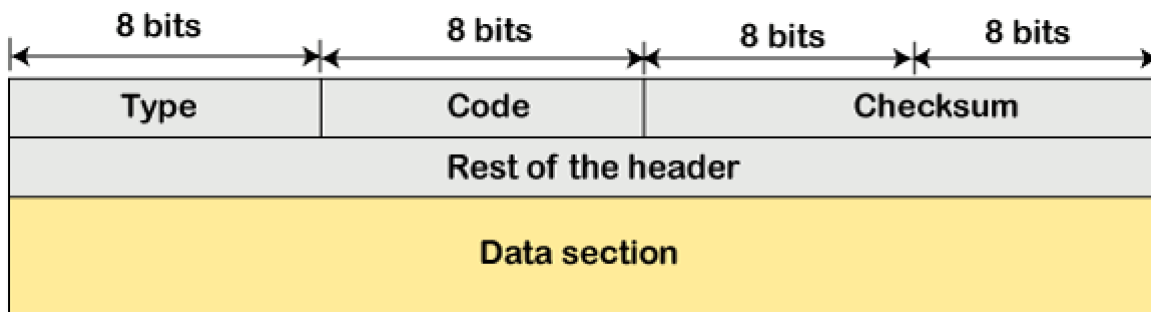 8 bits 8 bits 8 bits 8 bits
Type Code Checksum
Rest of the header
Data section